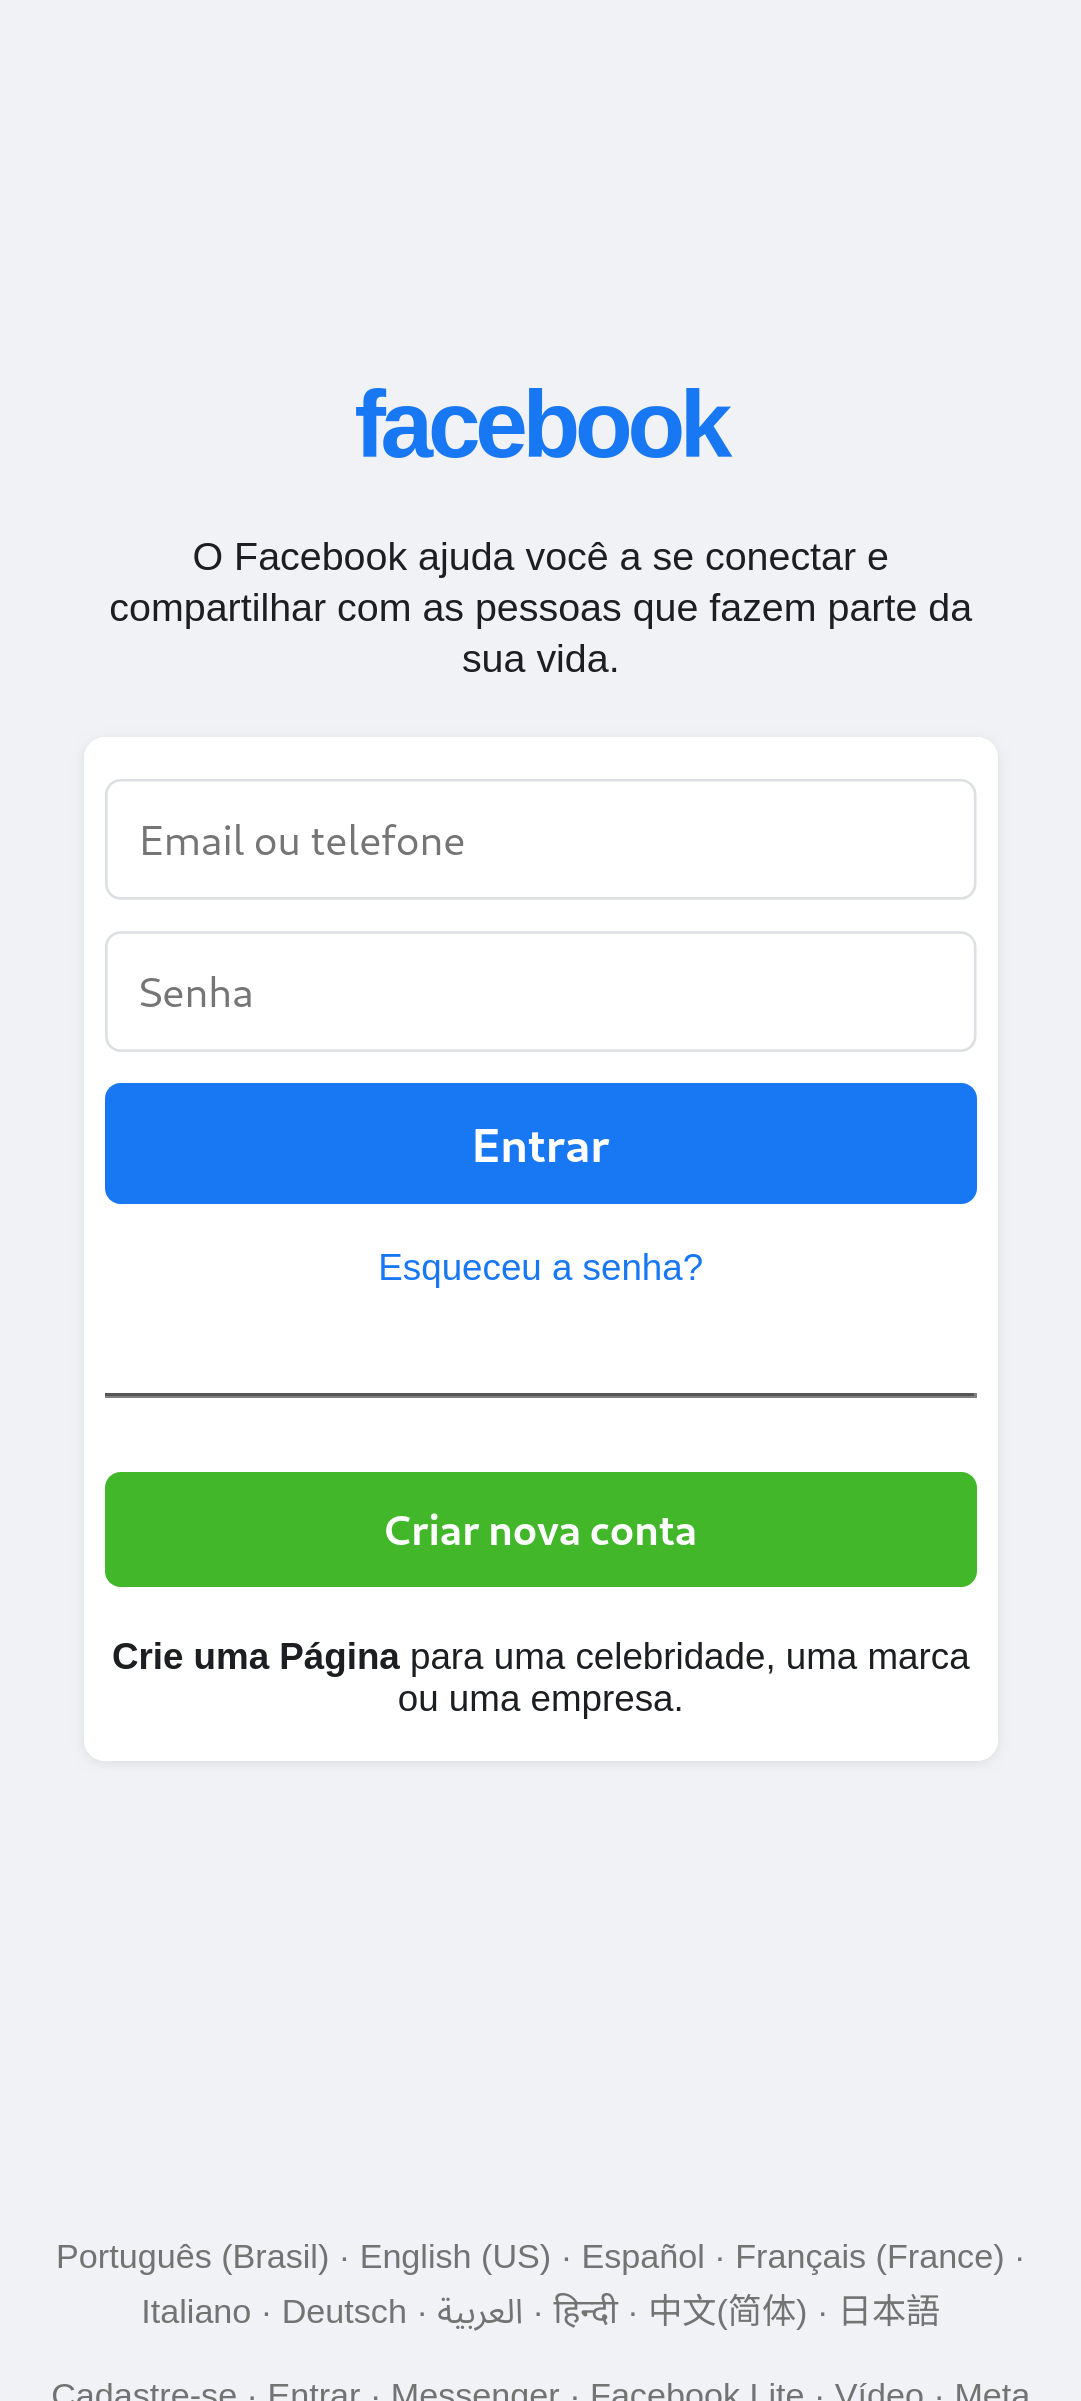 facebook
O Facebook ajuda você a se conectar e
compartilhar com as pessoas que fazem parte da
sua vida.
Email ou telefone
Senha
Entrar
Esqueceu a senha?
Criar nova conta
Crie uma Página para uma celebridade, uma marca
ou uma empresa.
Português (Brasil) · English (US) · Español · Français (France) ·
Italiano · Deutsch · العربية · हिन्दी · 中文(简体) · 日本語
Cadastre-se · Entrar · Messenger · Facebook Lite · Vídeo · Meta